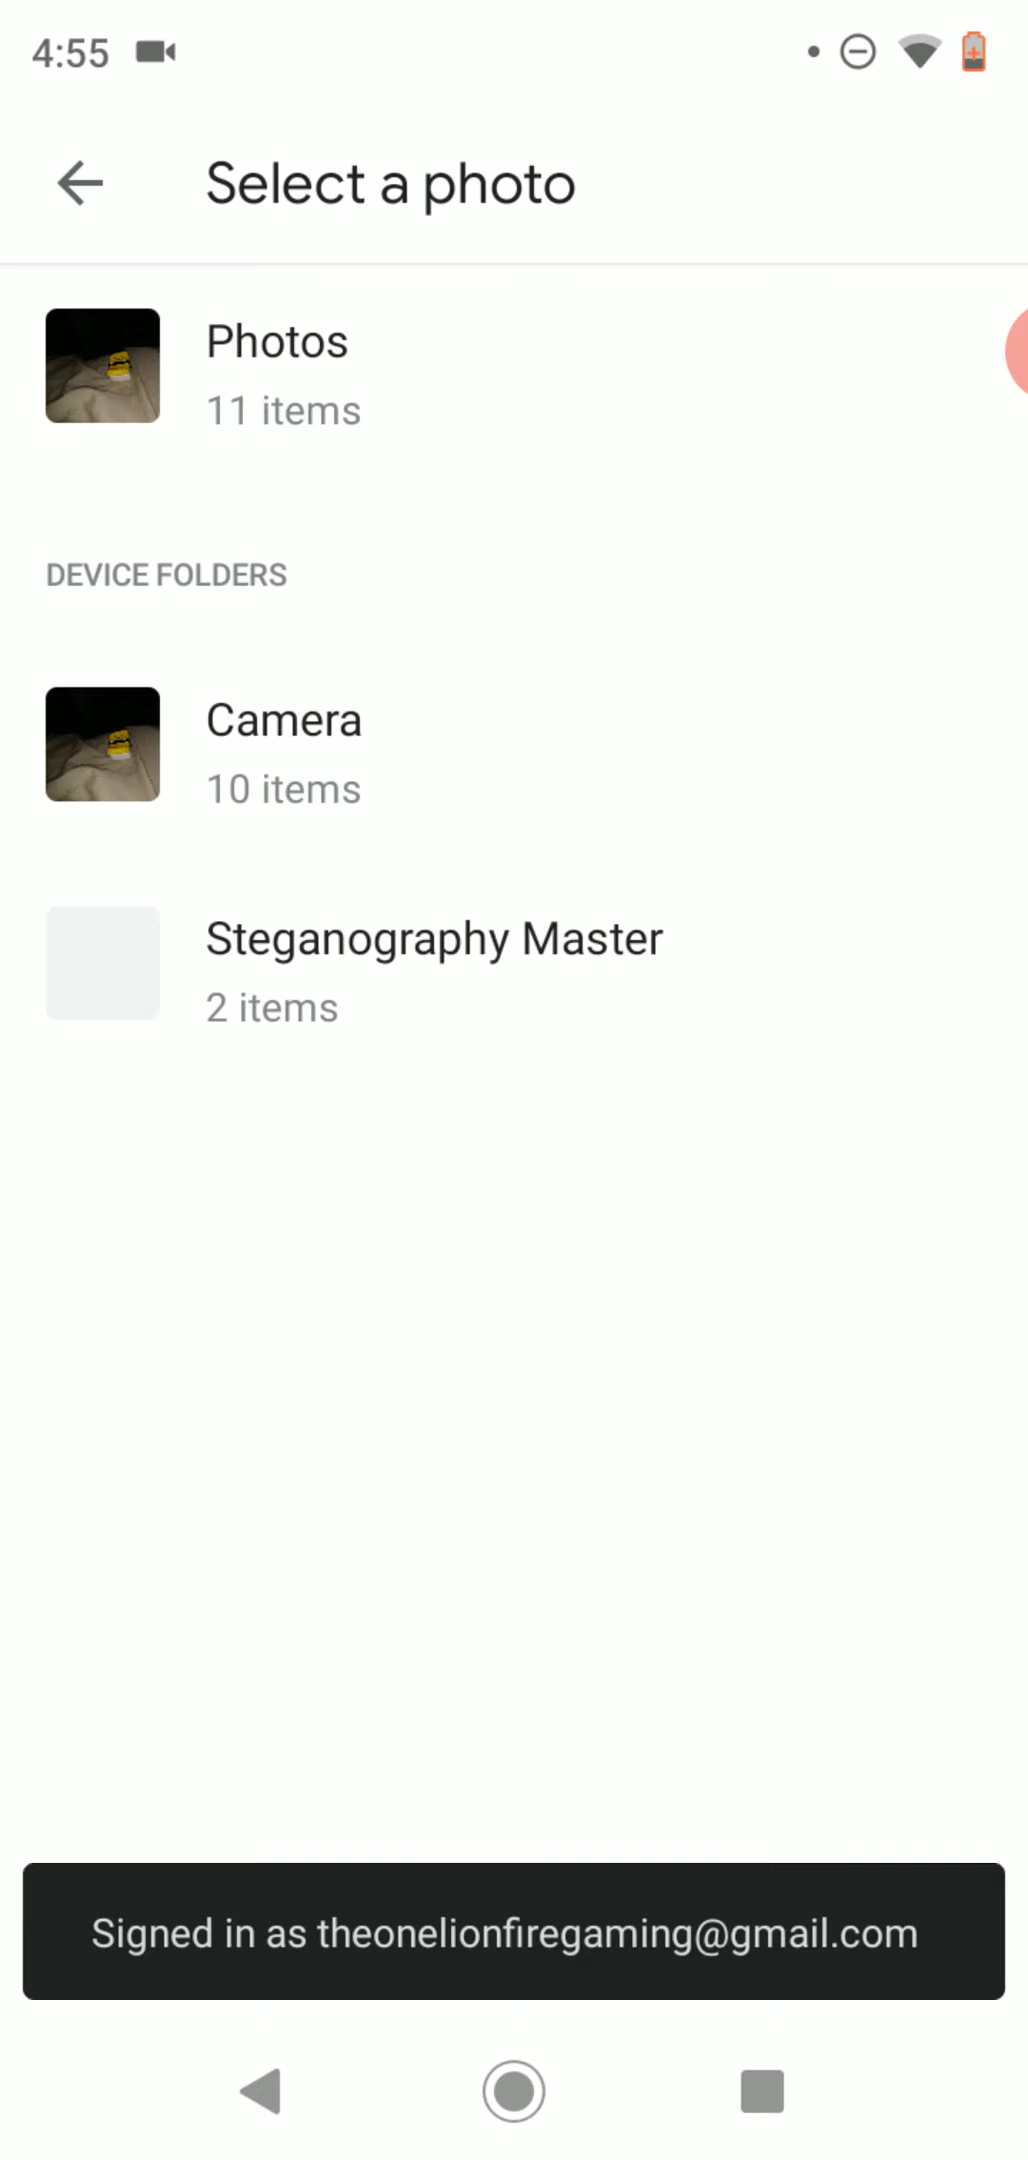 4:55
Select a photo
Photos
11 items
DEVICE FOLDERS
Camera
10 items
Steganography Master
2 items
Signed in as theonelionfiregaming@gmail.com